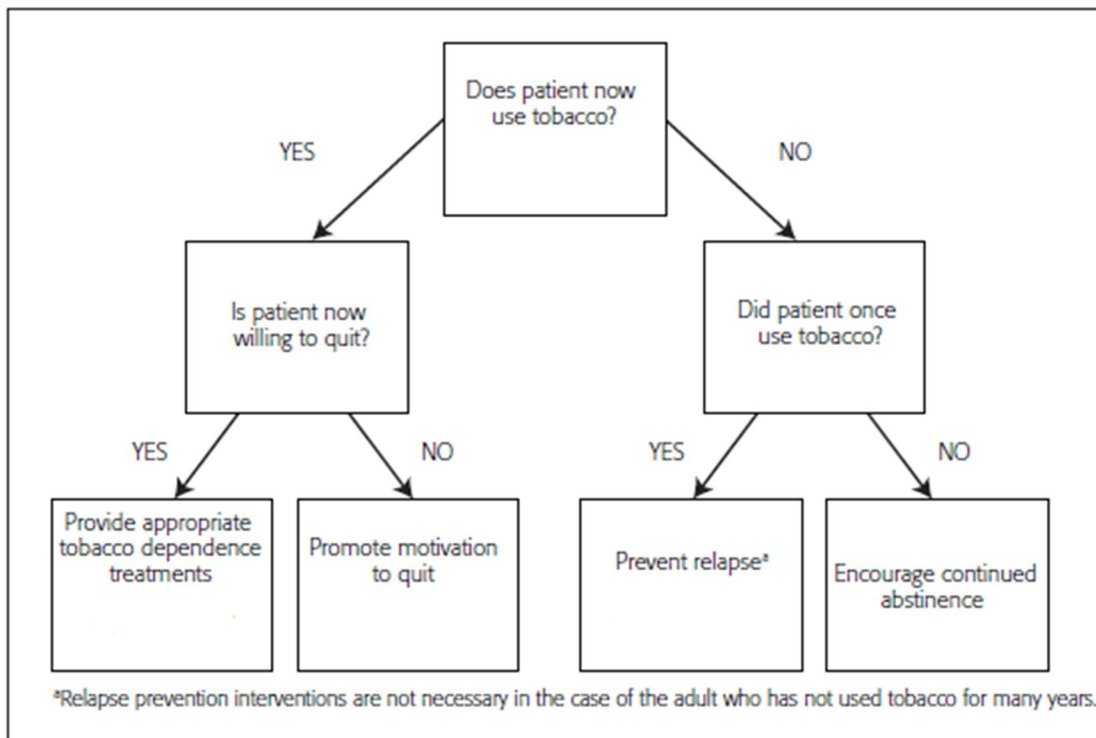 Does patient now
use tobacco?
YES
NO
Is patient now
willing to quit?
Did patient once
use tobacco?
YES
NO
YES
NO
Provide appropriate
tobacco dependence
treatments
Promote motivation
to quit
Prevent relapseᵃ
Encourage continued
abstinence
ᵃRelapse prevention interventions are not necessary in the case of the adult who has not used tobacco for many years.